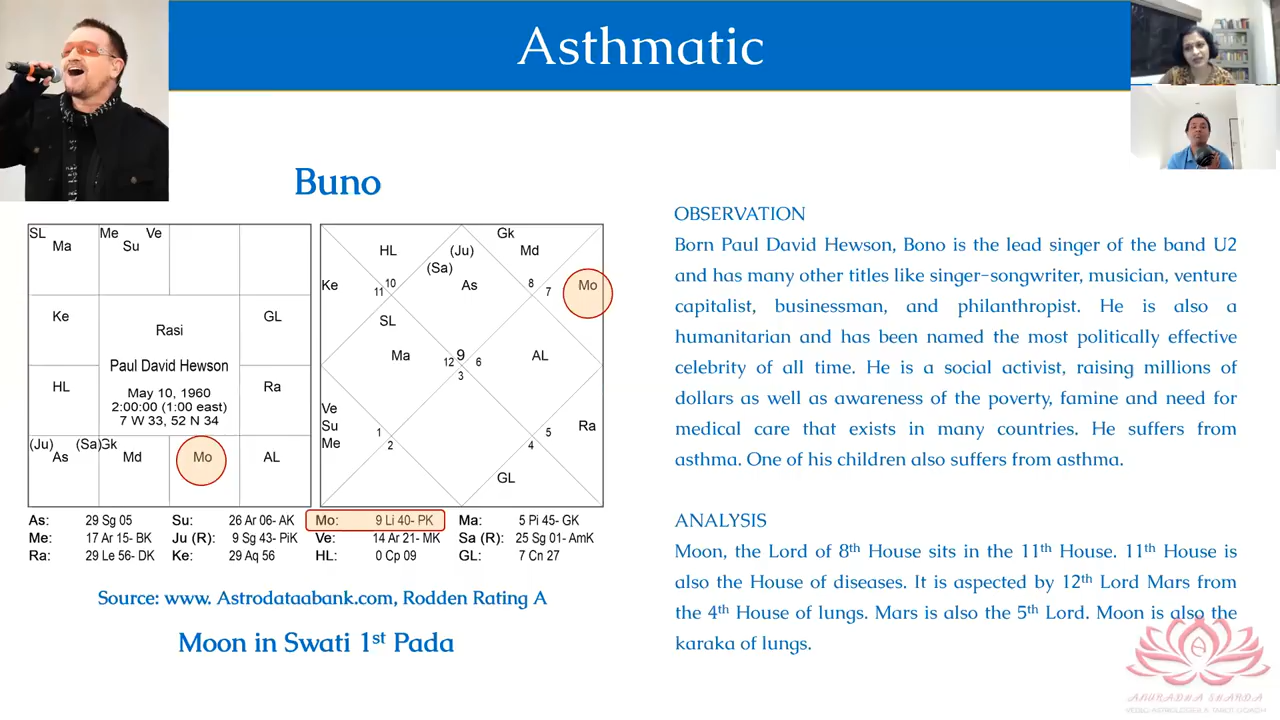 Asthmatic
Buno
SL
Ma
Me Ve
Su
Ke
Rasi
GL
Paul David Hewson
May 10, 1960
2:00:00 (1:00 east)
7 W 33, 52 N 34
HL
Ra
(Ju)
As
(Sa)Gk
Md
Mo
AL
Gk
HL
(Ju)
Md
(Sa)
Ke
As
Mo
11 10
8
7
SL
Ma
12 9 6
3
AL
Ve
Su
Me
1
2
5
4
Ra
GL
As: 29 Sg 05 Su: 26 Ar 06- AK Mo: 9 Li 40- PK Ma: 5 Pi 45- GK
Me: 17 Ar 15- BK Ju (R): 9 Sg 43- PiK Ve: 14 Ar 21- MK Sa (R): 25 Sg 01- AmK
Ra: 29 Le 56- DK Ke: 29 Aq 56 HL: 0 Cp 09 GL: 7 Cn 27
Source: www. Astrodataabank.com, Rodden Rating A
Moon in Swati 1st Pada
OBSERVATION
Born Paul David Hewson, Bono is the lead singer of the band U2
and has many other titles like singer-songwriter, musician, venture
capitalist, businessman, and philanthropist. He is also a
humanitarian and has been named the most politically effective
celebrity of all time. He is a social activist, raising millions of
dollars as well as awareness of the poverty, famine and need for
medical care that exists in many countries. He suffers from
asthma. One of his children also suffers from asthma.
ANALYSIS
Moon, the Lord of 8th House sits in the 11th House. 11th House is
also the House of diseases. It is aspected by 12th Lord Mars from
the 4th House of lungs. Mars is also the 5th Lord. Moon is also the
karaka of lungs.
ANURADHA SHARDA
VEDIC ASTROLOGER & TAROT COACH